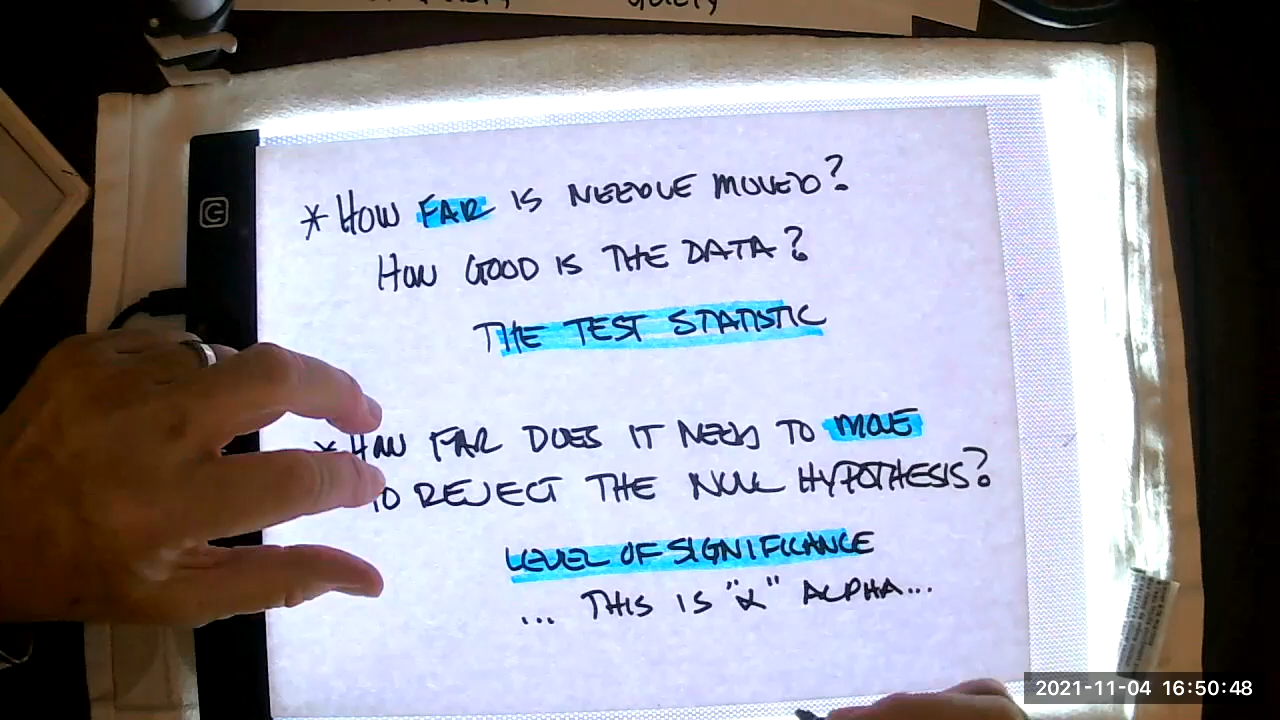 * HOW FAR IS NEEDLE MOVED?
HOW GOOD IS THE DATA?
THE TEST STATISTIC
* HOW FAR DOES IT NEED TO MOVE
TO REJECT THE NULL HYPOTHESIS?
LEVEL OF SIGNIFICANCE
... THIS IS "α" ALPHA...
2021-11-04 16:50:48